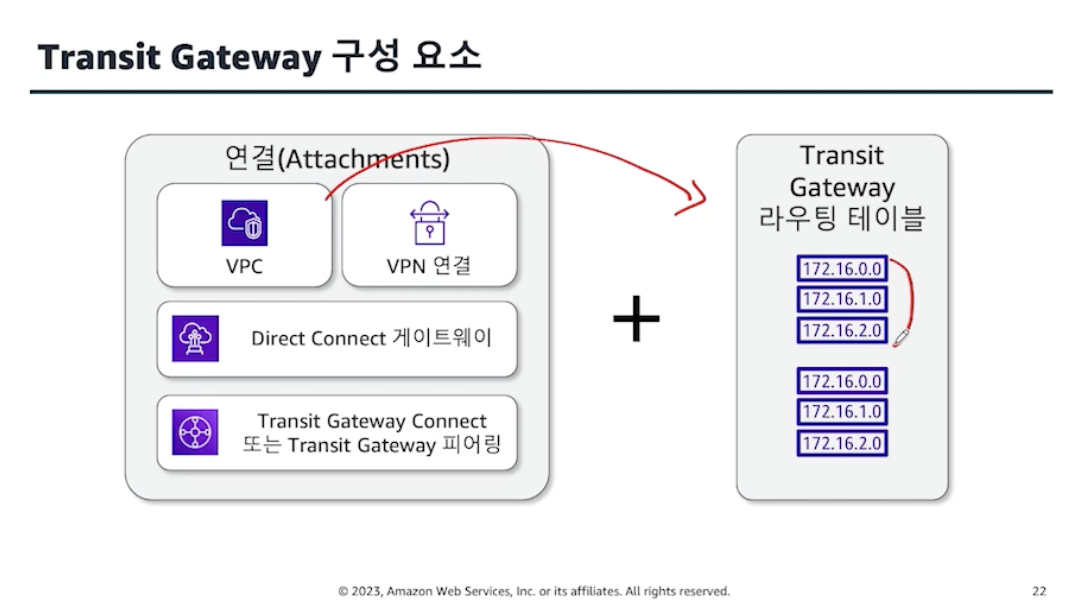 Transit Gateway 구성 요소
연결(Attachments)
VPC
VPN 연결
Direct Connect 게이트웨이
Transit Gateway Connect
또는 Transit Gateway 피어링
+
Transit
Gateway
라우팅 테이블
172.16.0.0
172.16.1.0
172.16.2.0
172.16.0.0
172.16.1.0
172.16.2.0
© 2023, Amazon Web Services, Inc. or its affiliates. All rights reserved.
22